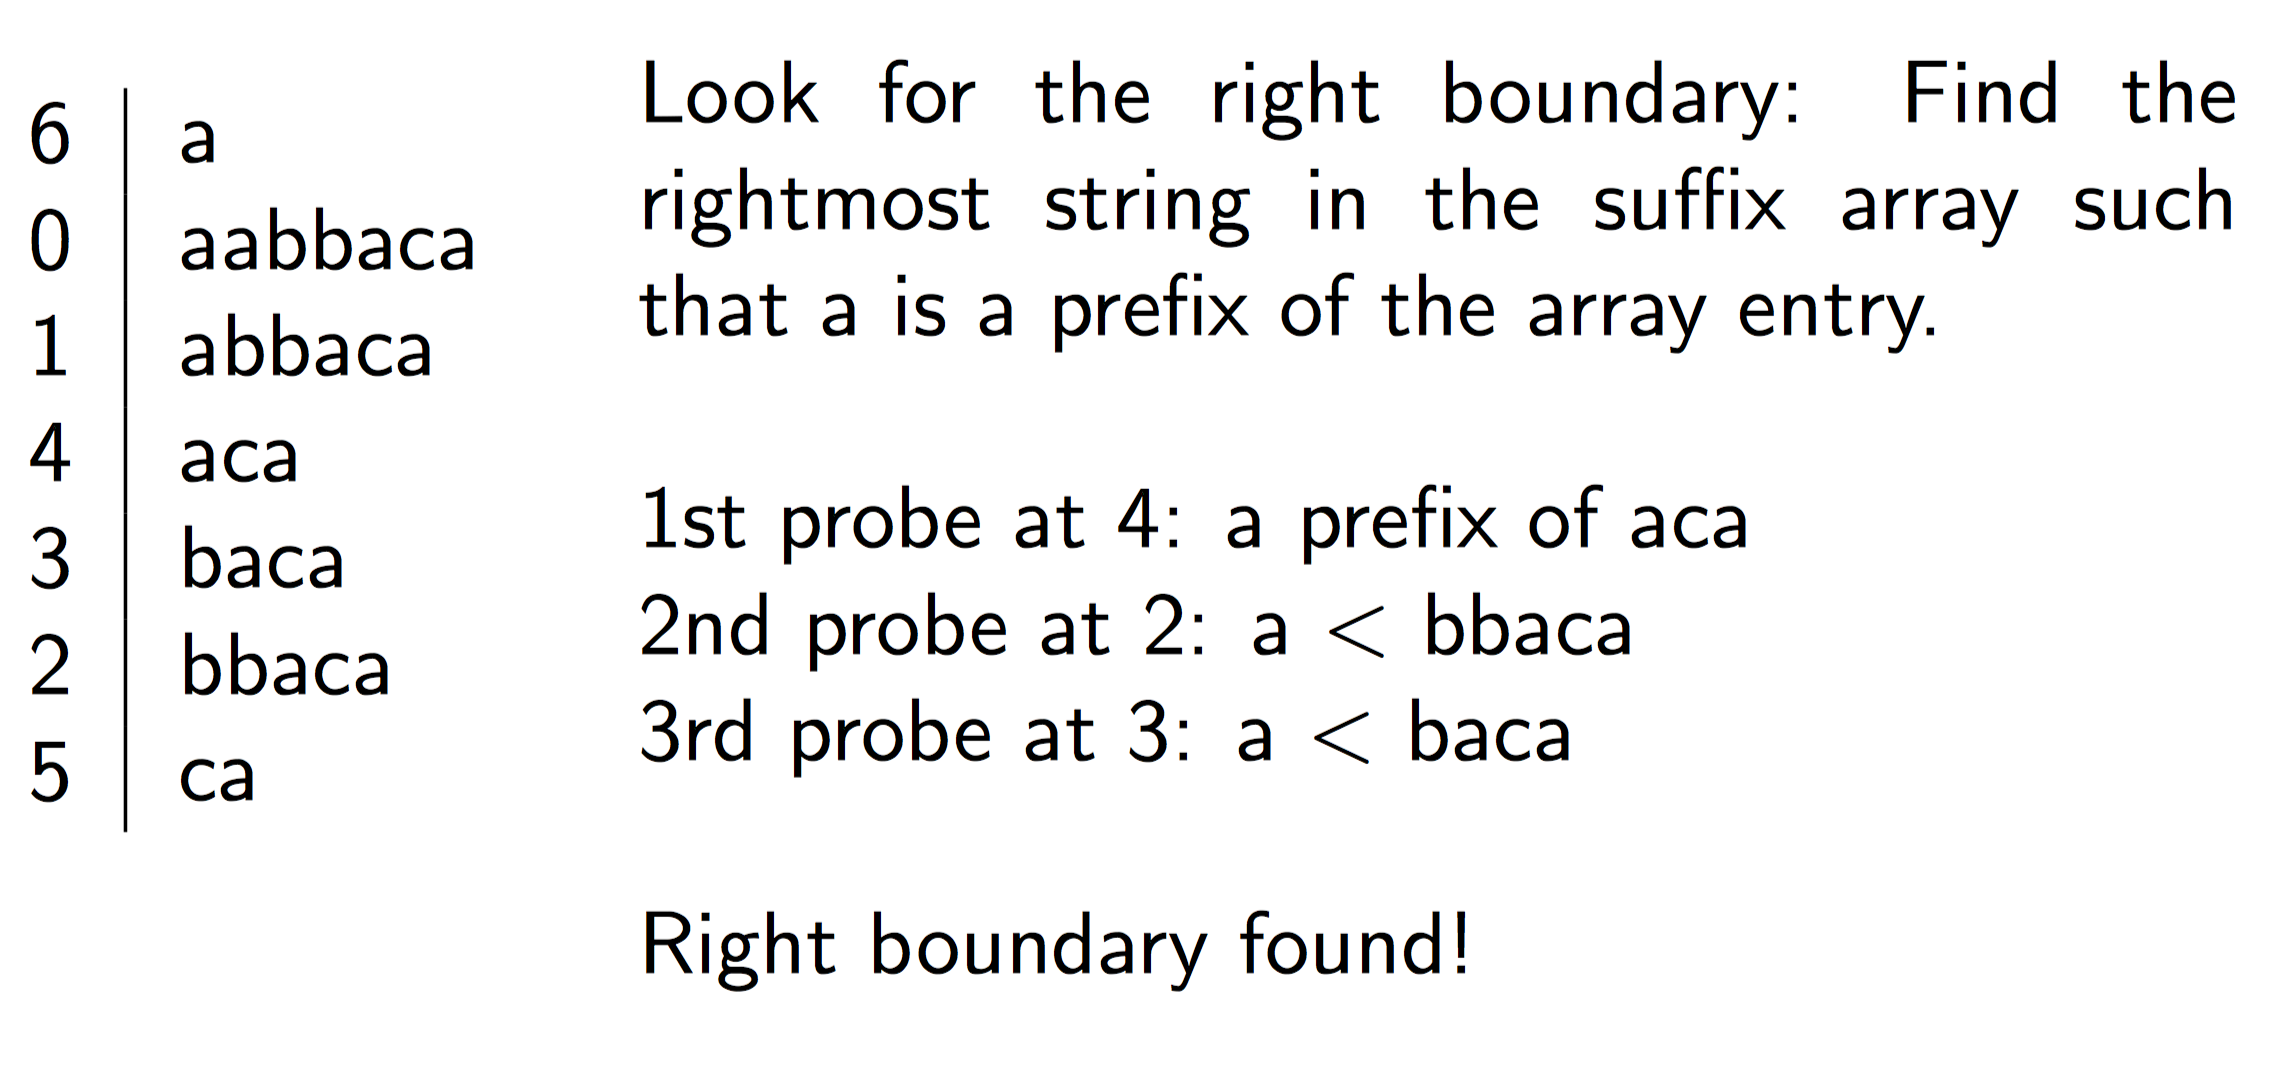 6 a
0 aabbaca
1 abbaca
4 aca
3 baca
2 bbaca
5 ca
Look for the right boundary: Find the
rightmost string in the suffix array such
that a is a prefix of the array entry.
1st probe at 4: a prefix of aca
2nd probe at 2: a < bbaca
3rd probe at 3: a < baca
Right boundary found!